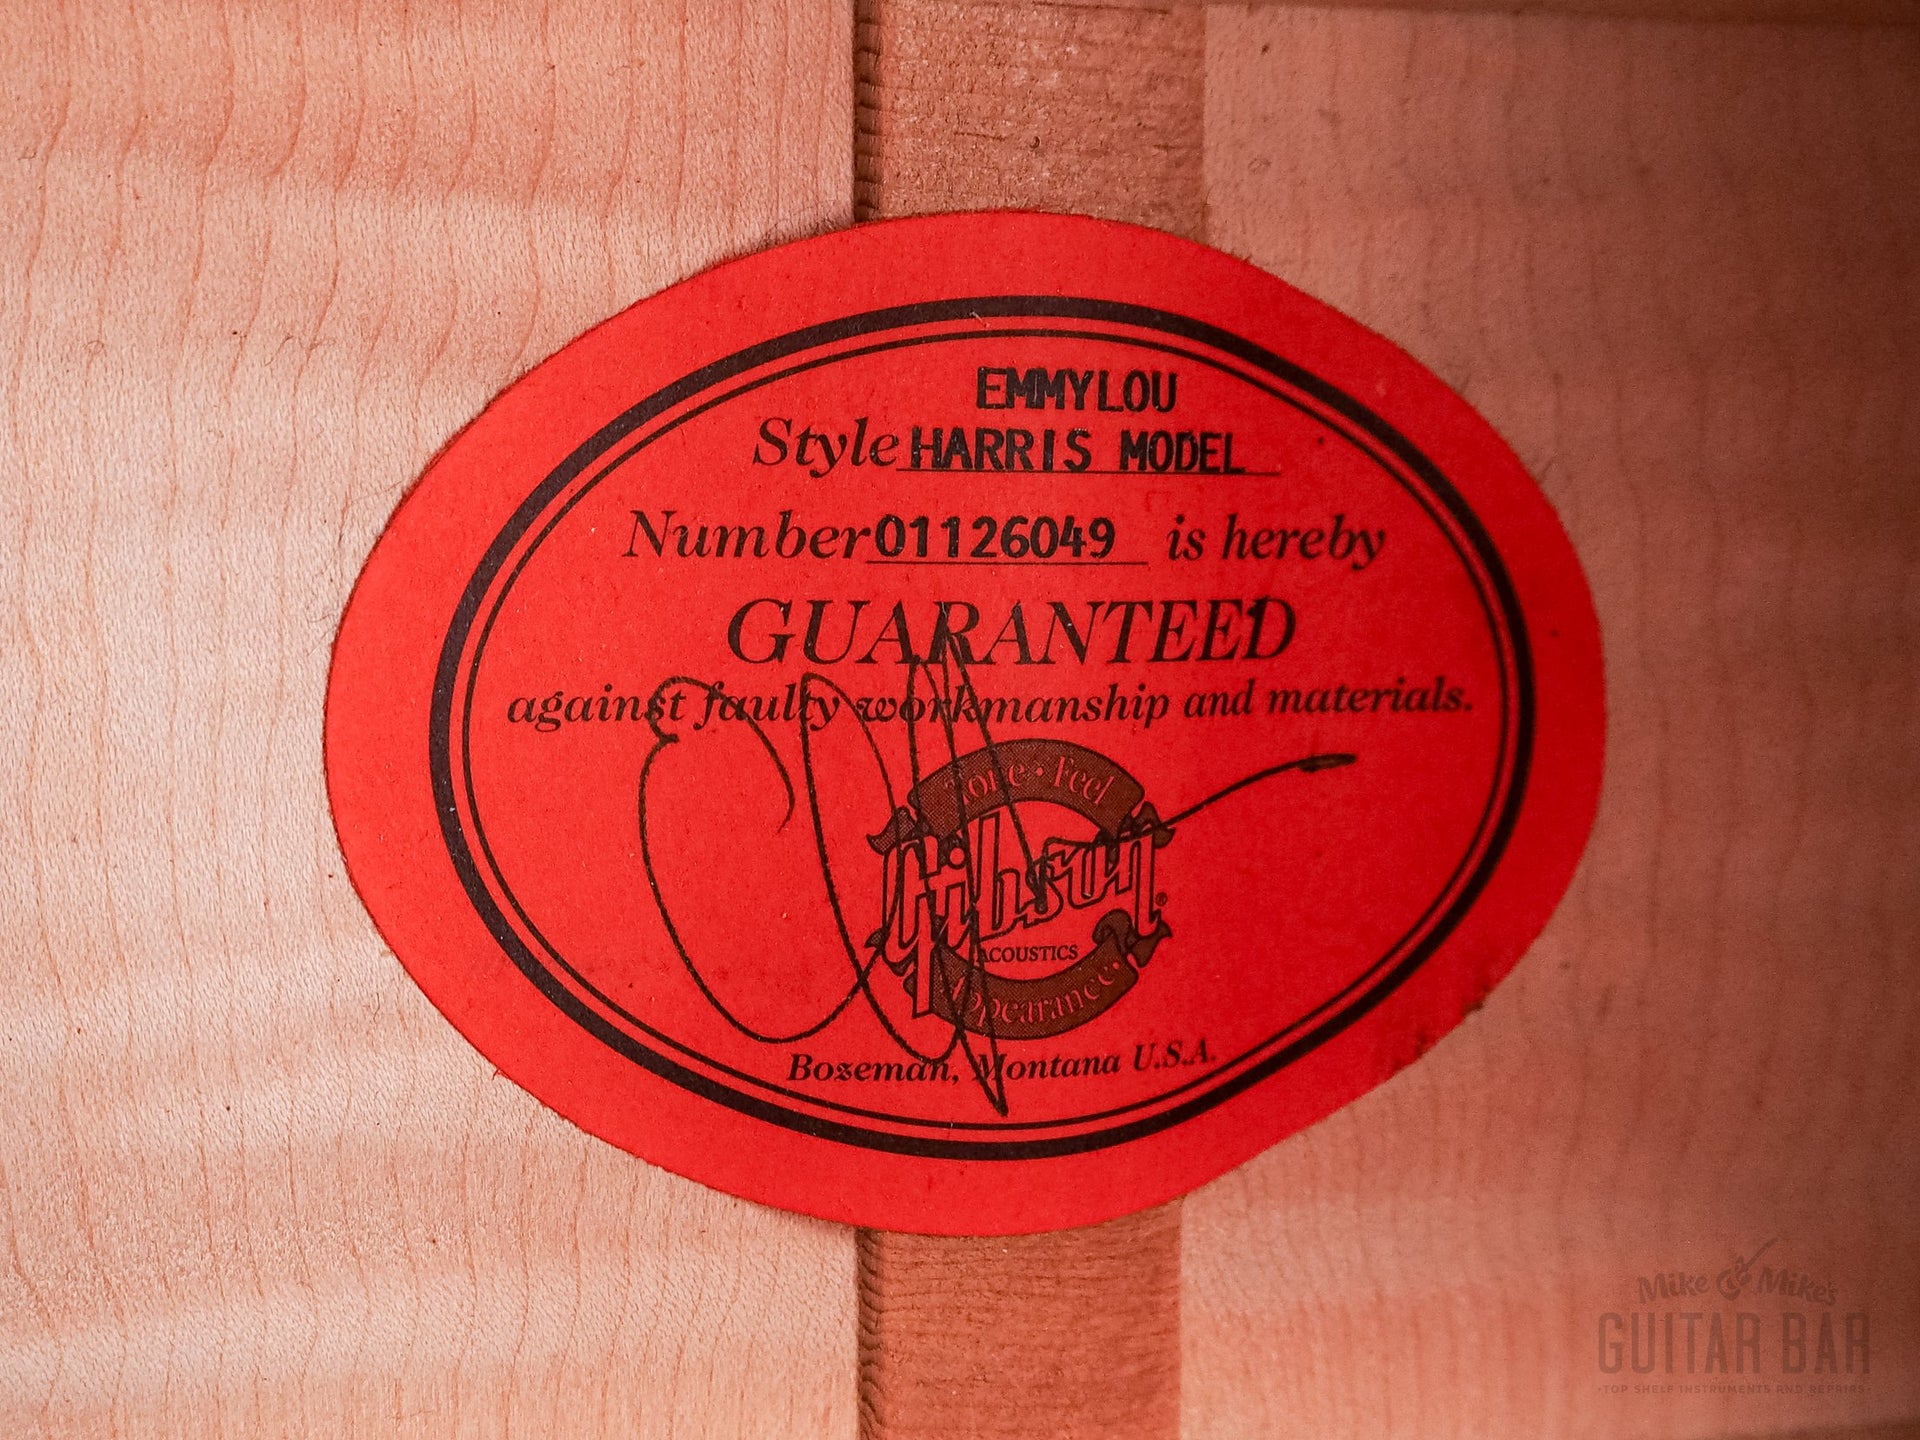 EMMYLOU
Style HARRIS MODEL
Number 01126049 is hereby
GUARANTEED
against faulty workmanship and materials.
Tone • Feel
Gibson®
ACOUSTICS
Appearance
Bozeman, Montana U.S.A.
Mike & Mike's
GUITAR BAR
•TOP SHELF INSTRUMENTS AND REPAIRS•